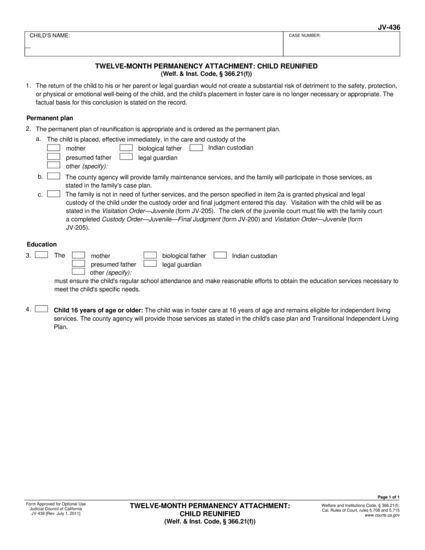 JV-436
CHILD'S NAME:
CASE NUMBER:
TWELVE-MONTH PERMANENCY ATTACHMENT: CHILD REUNIFIED
(Welf. & Inst. Code, § 366.21(f))
1. The return of the child to his or her parent or legal guardian would not create a substantial risk of detriment to the safety, protection,
or physical or emotional well-being of the child, and the child's placement in foster care is no longer necessary or appropriate. The
factual basis for this conclusion is stated on the record.
Permanent plan
2. The permanent plan of reunification is appropriate and is ordered as the permanent plan.
a. The child is placed, effective immediately, in the care and custody of the
mother biological father Indian custodian
presumed father legal guardian
other (specify):
b. The county agency will provide family maintenance services, and the family will participate in those services, as
stated in the family's case plan.
c. The family is not in need of further services, and the person specified in item 2a is granted physical and legal
custody of the child under the custody order and final judgment entered this day. Visitation with the child will be as
stated in the Visitation Order—Juvenile (form JV-205). The clerk of the juvenile court must file with the family court
a completed Custody Order—Juvenile—Final Judgment (form JV-200) and Visitation Order—Juvenile (form
JV-205).
Education
3. The mother biological father Indian custodian
presumed father legal guardian
other (specify):
must ensure the child's regular school attendance and make reasonable efforts to obtain the education services necessary to
meet the child's specific needs.
4. Child 16 years of age or older: The child was in foster care at 16 years of age and remains eligible for independent living
services. The county agency will provide those services as stated in the child's case plan and Transitional Independent Living
Plan.
Page 1 of 1
Form Approved for Optional Use
Judicial Council of California
JV-436 [Rev. July 1, 2011]
TWELVE-MONTH PERMANENCY ATTACHMENT:
CHILD REUNIFIED
(Welf. & Inst. Code, § 366.21(f))
Welfare and Institutions Code, § 366.21(f);
Cal. Rules of Court, rules 5.708 and 5.715
www.courts.ca.gov